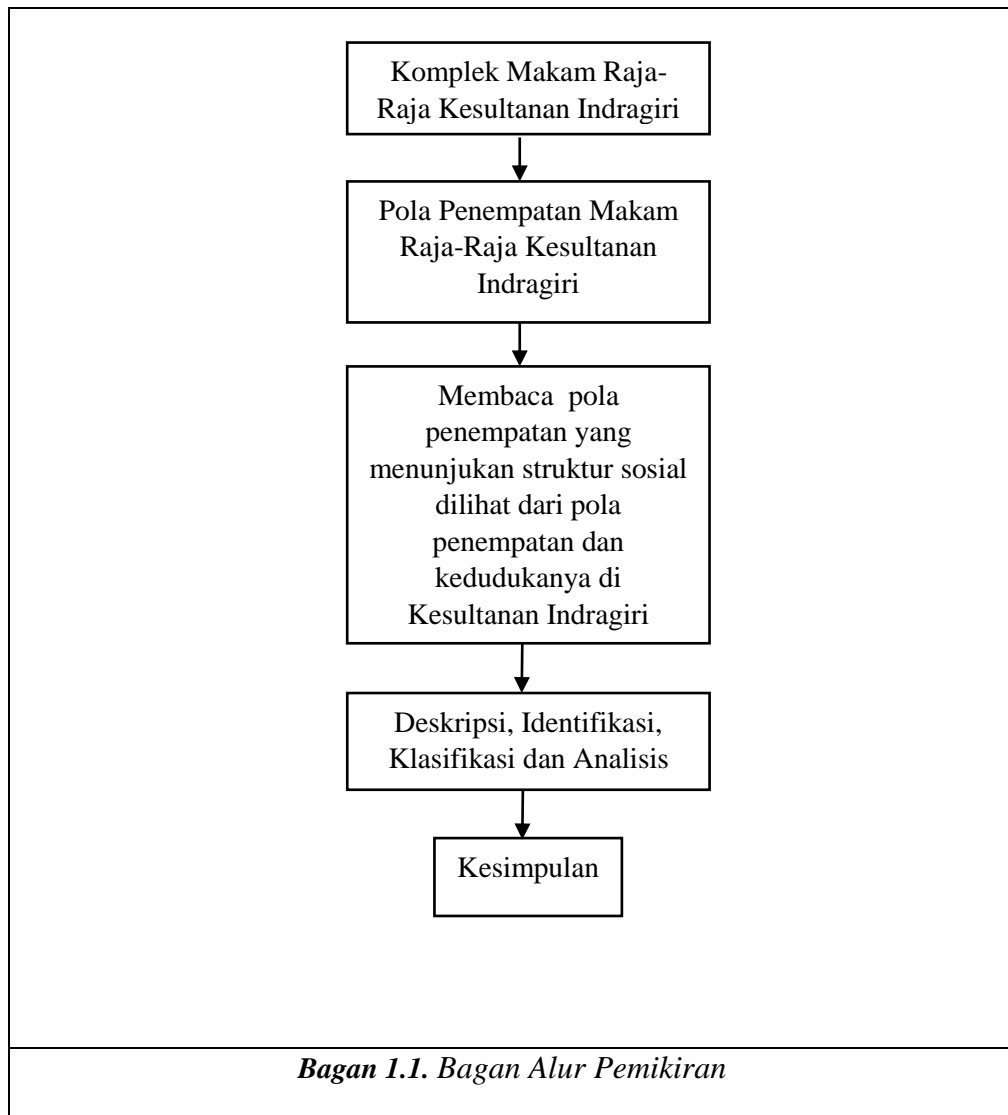 Komplek Makam Raja-
Raja Kesultanan Indragiri
Pola Penempatan Makam
Raja-Raja Kesultanan
Indragiri
Membaca pola
penempatan yang
menunjukan struktur sosial
dilihat dari pola
penempatan dan
kedudukanya di
Kesultanan Indragiri
Deskripsi, Identifikasi,
Klasifikasi dan Analisis
Kesimpulan
Bagan 1.1. Bagan Alur Pemikiran